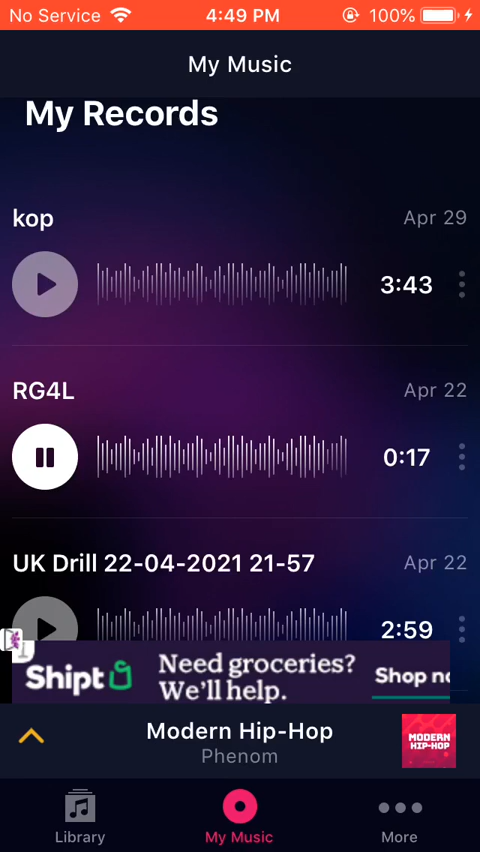 No Service 4:49 PM 100%
My Music
My Records
kop Apr 29
3:43
RG4L Apr 22
0:17
UK Drill 22-04-2021 21-57 Apr 22
2:59
Shipt Need groceries? Shop no
We'll help.
Modern Hip-Hop
Phenom
MODERN
HIP-HOP
Library My Music More